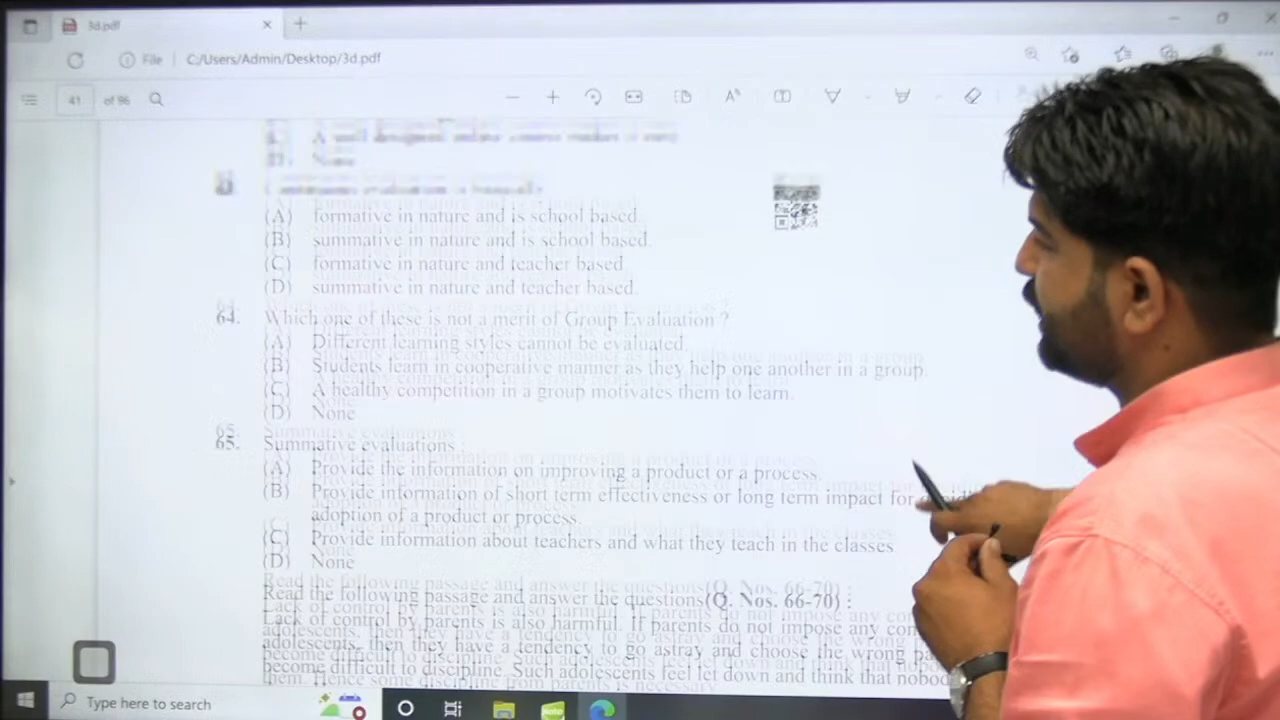 3d.pdf
File C:/Users/Admin/Desktop/3d.pdf
41 of 96
(A) formative in nature and is school based.
(B) summative in nature and is school based.
(C) formative in nature and teacher based.
(D) summative in nature and teacher based.
64. Which one of these is not a merit of Group Evaluation ?
(A) Different learning styles cannot be evaluated.
(B) Students learn in cooperative manner as they help one another in a group.
(C) A healthy competition in a group motivates them to learn.
(D) None
65. Summative evaluations :
(A) Provide the information on improving a product or a process.
(B) Provide information of short term effectiveness or long term impact for
adoption of a product or process.
(C) Provide information about teachers and what they teach in the classes
(D) None
Read the following passage and answer the questions(Q. Nos. 66-70) :
Lack of control by parents is also harmful. If parents do not impose any
adolescents, then they have a tendency to go astray and choose the wrong
become difficult to discipline. Such adolescents feel let down and think that
Type here to search